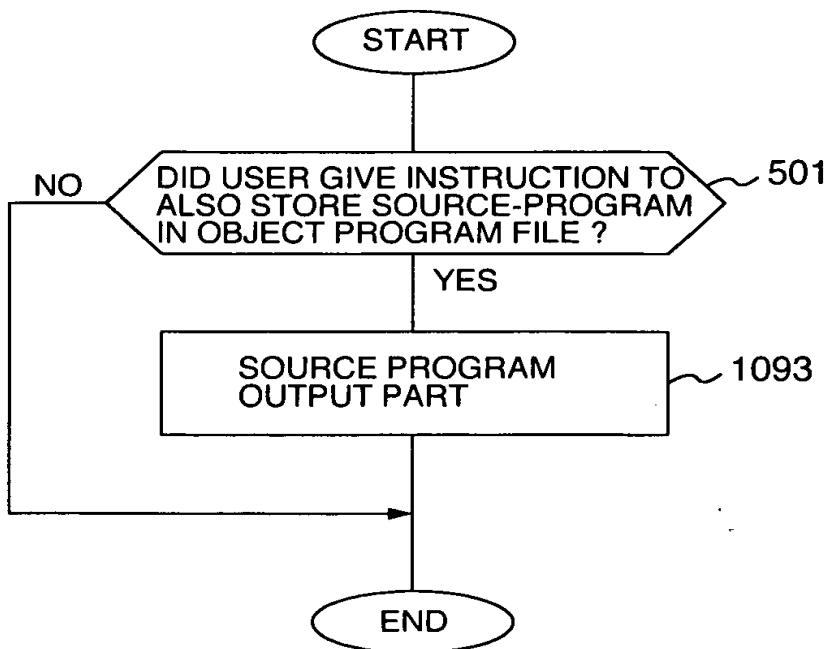 START
NO
DID USER GIVE INSTRUCTION TO
ALSO STORE SOURCE-PROGRAM
IN OBJECT PROGRAM FILE ?
501
YES
SOURCE PROGRAM
OUTPUT PART
1093
END